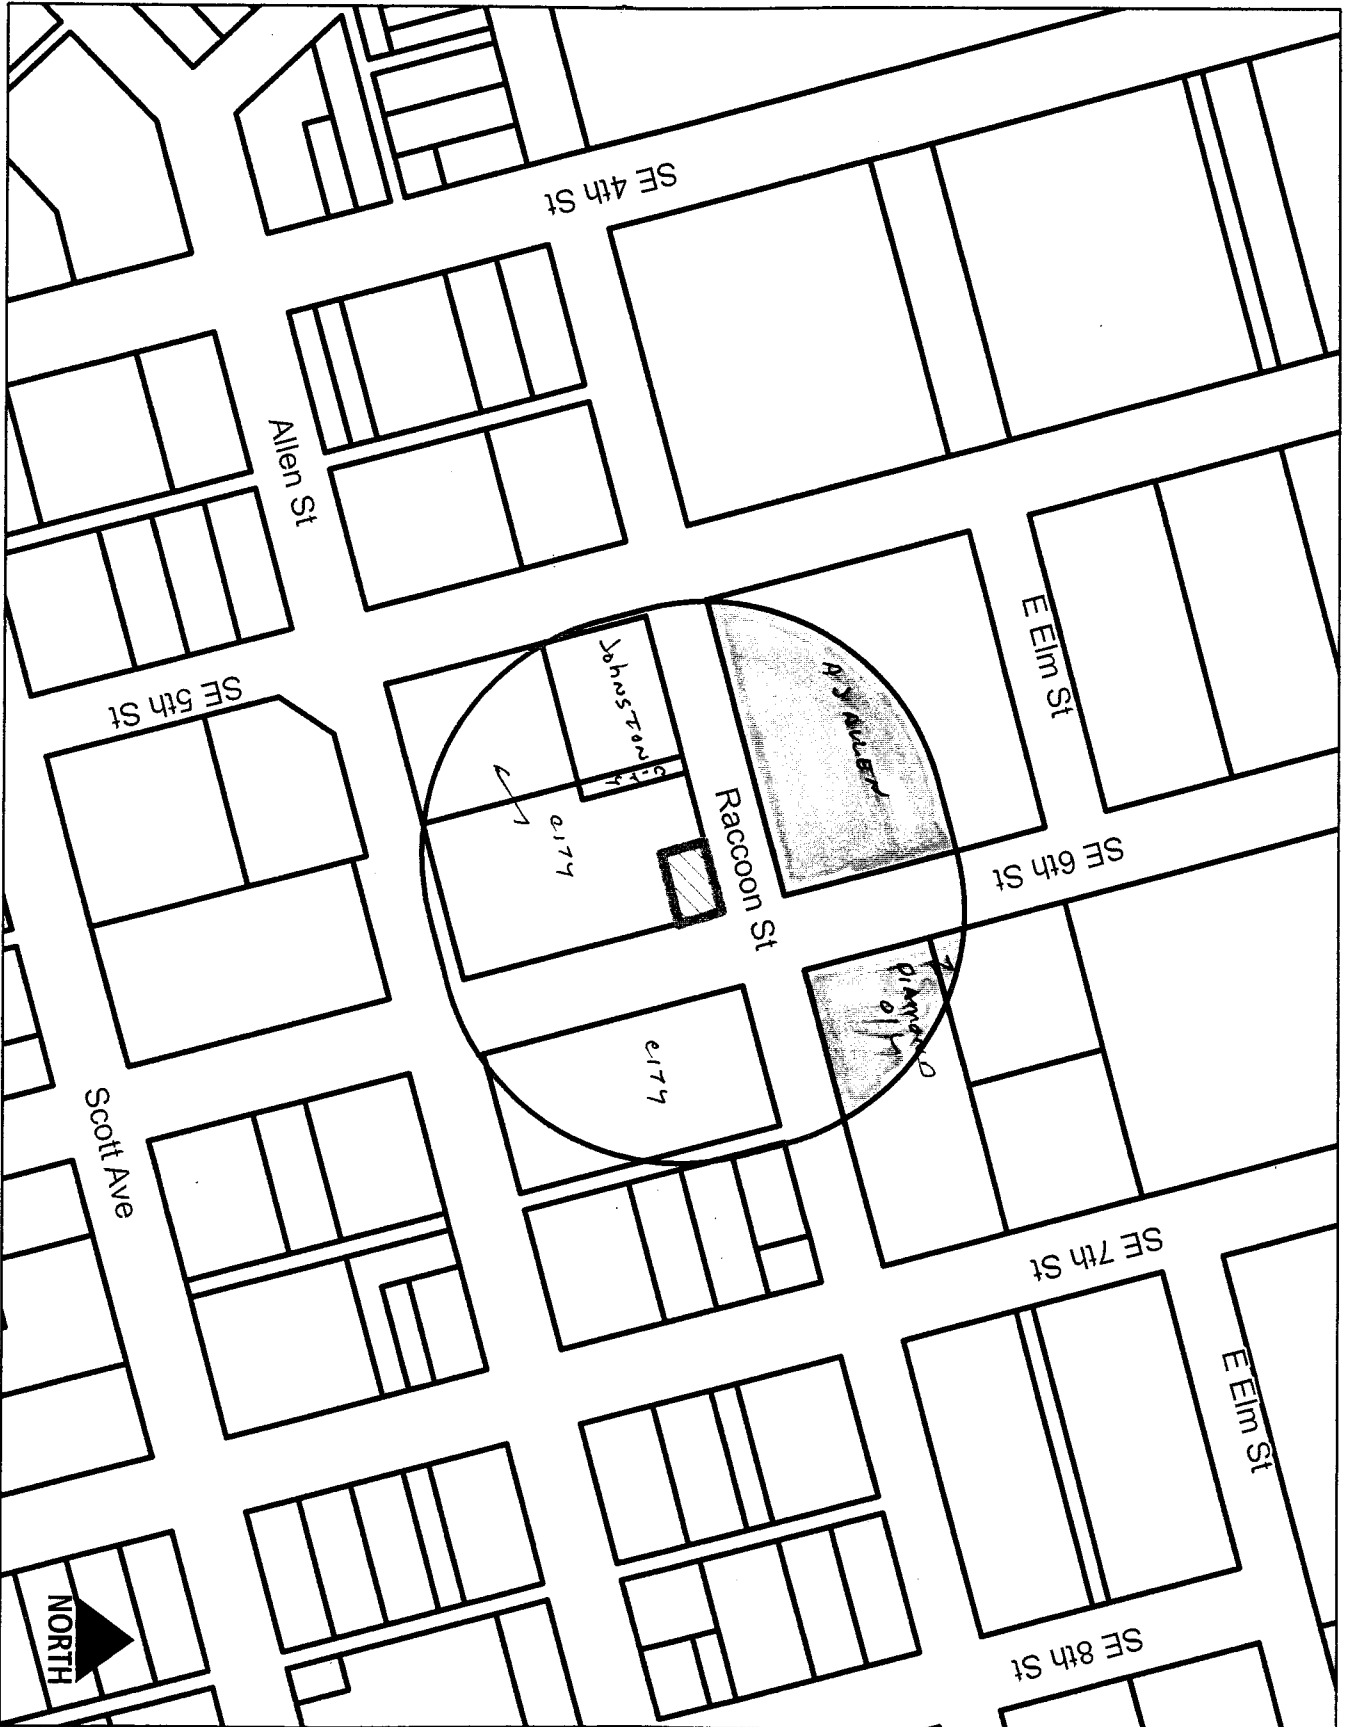 SE 4th St
Allen St
E Elm St
SE 5th St
JOHNSTON
CITY
AJ ALLEN
Raccoon St
CITY
SE 6th St
DIAMOND
OIL
CITY
Scott Ave
SE 7th St
E Elm St
SE 8th St
NORTH